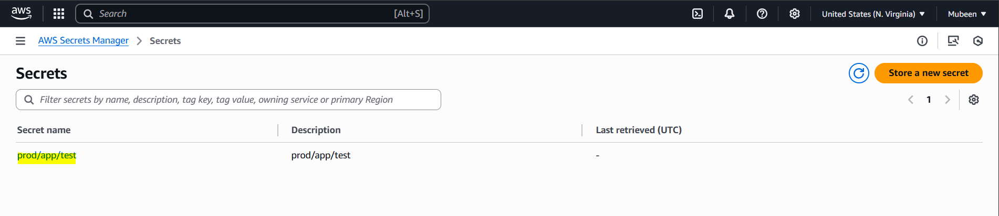 aws Search [Alt+S] United States (N. Virginia) Mubeen
AWS Secrets Manager Secrets
Secrets
Store a new secret
Filter secrets by name, description, tag key, tag value, owning service or primary Region
1
Secret name Description Last retrieved (UTC)
prod/app/test prod/app/test -